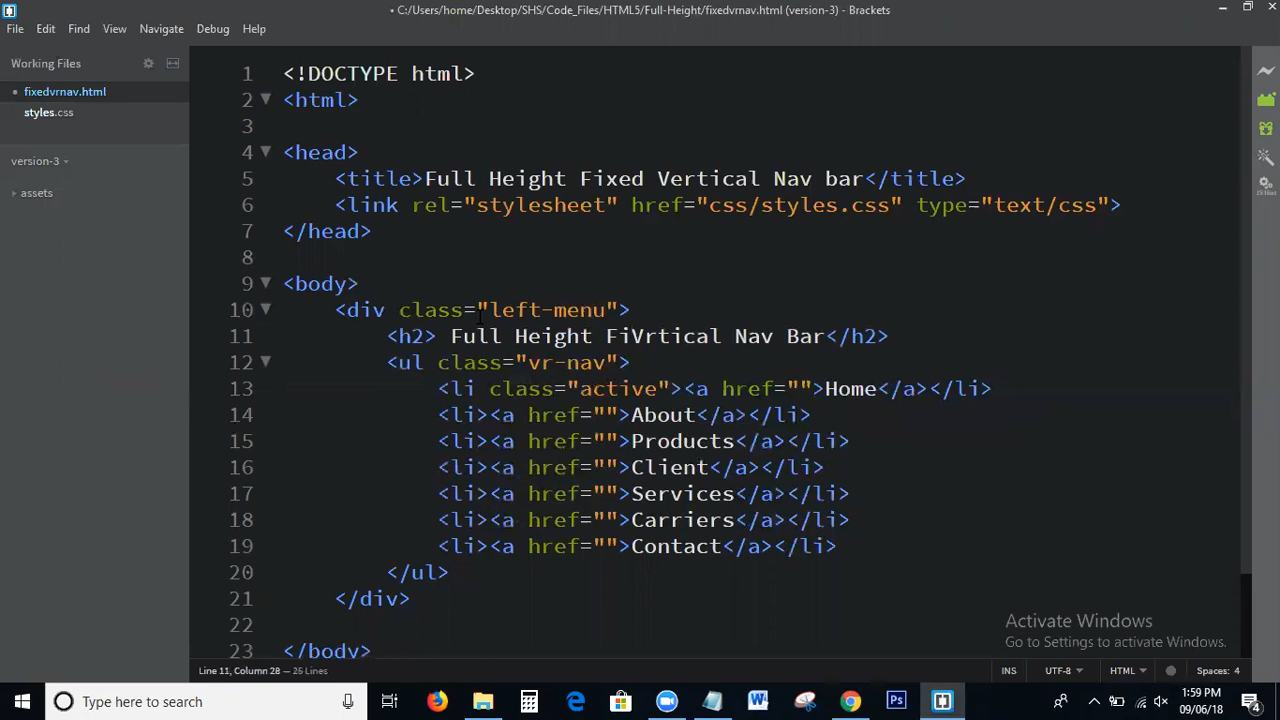 • C:/Users/home/Desktop/SHS/Code_Files/HTML5/Full-Height/fixedvrnav.html (version-3) - Brackets
File Edit Find View Navigate Debug Help
Working Files
• fixedvrnav.html
styles.css
version-3
assets
1 <!DOCTYPE html>
2 <html>
3
4 <head>
5 <title>Full Height Fixed Vertical Nav bar</title>
6 <link rel="stylesheet" href="css/styles.css" type="text/css">
7 </head>
8
9 <body>
10 <div class="left-menu">
11 <h2> Full Height FiVrtical Nav Bar</h2>
12 <ul class="vr-nav">
13 <li class="active"><a href="">Home</a></li>
14 <li><a href="">About</a></li>
15 <li><a href="">Products</a></li>
16 <li><a href="">Client</a></li>
17 <li><a href="">Services</a></li>
18 <li><a href="">Carriers</a></li>
19 <li><a href="">Contact</a></li>
20 </ul>
21 </div>
22
23 </body>
Activate Windows
Go to Settings to activate Windows.
Line 11, Column 28 — 25 Lines INS UTF-8 HTML Spaces: 4
Type here to search
W
Ps
1:59 PM
09/06/18
4